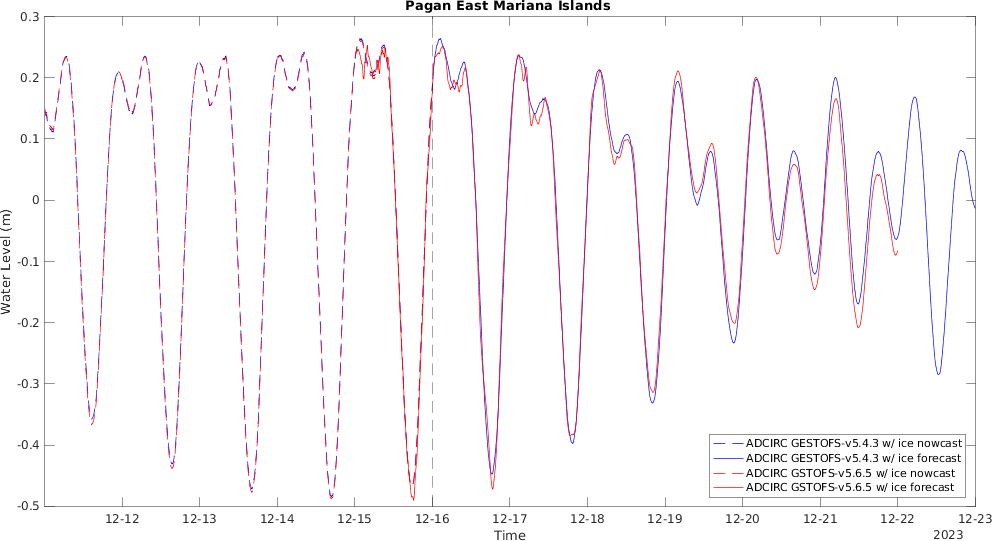 Pagan East Mariana Islands
Water Level (m)
0.3
0.2
0.1
0
-0.1
-0.2
-0.3
-0.4
-0.5
ADCIRC GESTOFS-v5.4.3 w/ ice nowcast
ADCIRC GESTOFS-v5.4.3 w/ ice forecast
ADCIRC GSTOFS-v5.6.5 w/ ice nowcast
ADCIRC GSTOFS-v5.6.5 w/ ice forecast
12-12 12-13 12-14 12-15 12-16 12-17 12-18 12-19 12-20 12-21 12-22 12-23
Time
2023